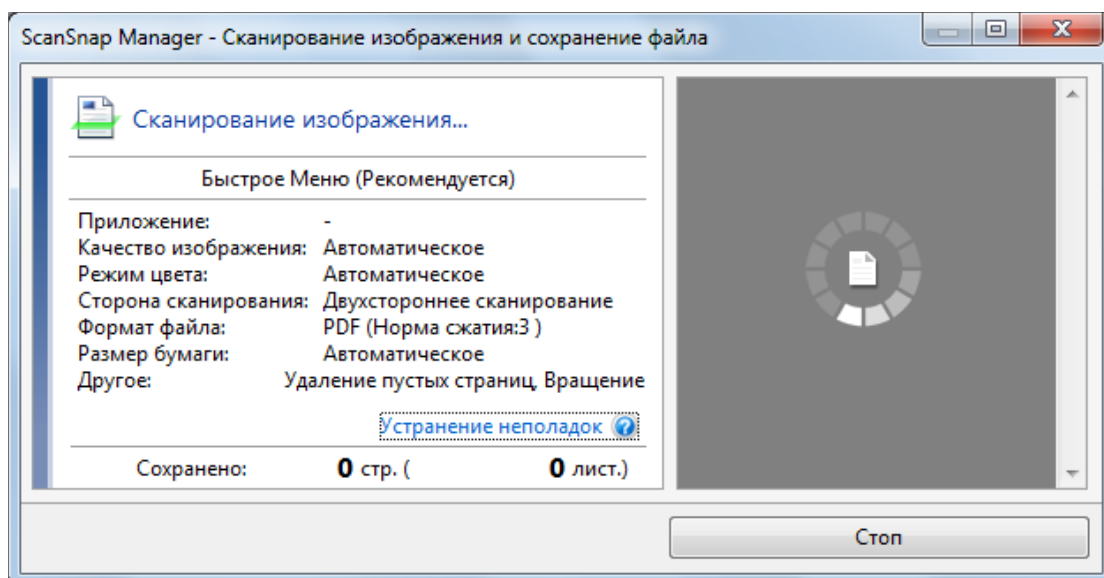 ScanSnap Manager - Сканирование изображения и сохранение файла
Сканирование изображения...
Быстрое Меню (Рекомендуется)
Приложение: -
Качество изображения: Автоматическое
Режим цвета: Автоматическое
Сторона сканирования: Двухстороннее сканирование
Формат файла: PDF (Норма сжатия:3 )
Размер бумаги: Автоматическое
Другое: Удаление пустых страниц, Вращение
Устранение неполадок ?
Сохранено: 0 стр. ( 0 лист.)
Стоп